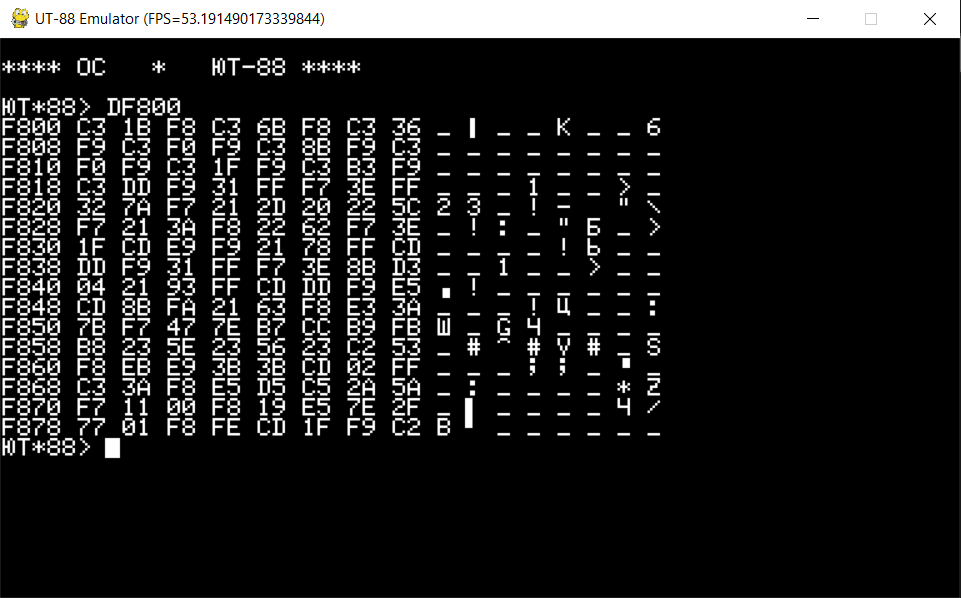 UT-88 Emulator (FPS=53.191490173339844)
**** ОС * ЮТ-88 ****
ЮТ*88> DF800
F800 C3 1B F8 C3 6B F8 C3 36 _ ▐ _ _ К _ _ 6
F808 F9 C3 F0 F9 C3 8B F9 C3 _ _ _ _ _ _ _ _
F810 F0 F9 C3 1F F9 C3 B3 F9 _ _ _ _ _ _ _ _
F818 C3 DD F9 31 FF F7 3E FF _ _ _ 1 _ _ > _
F820 32 7A F7 21 2D 20 22 5C 2 З _ ! - " \
F828 F7 21 3A F8 22 62 F7 3E _ ! : _ " Б _ >
F830 1F CD E9 F9 21 78 FF CD _ _ _ _ ! Ь _ _
F838 DD F9 31 FF F7 3E 8B D3 _ _ 1 _ _ > _ _
F840 04 21 93 FF CD DD F9 E5 ▖ ! _ _ _ _ _ _
F848 CD 8B FA 21 63 F8 E3 3A _ _ _ ! Ц _ _ :
F850 7B F7 47 7E B7 CC B9 FB Ш _ G Ч _ _ _ _
F858 B8 23 5E 23 56 23 C2 53 _ # ^ # V # _ S
F860 F8 EB E9 3B 3B CD 02 FF _ _ _ ; ; _ ▝ _
F868 C3 3A F8 E5 D5 C5 2A 5A _ : _ _ _ _ * Z
F870 F7 11 00 F8 19 E5 7E 2F _ ▌ _ _ _ Ч /
F878 77 01 F8 FE CD 1F F9 C2 В _ _ _ _ _ _
ЮТ*88>